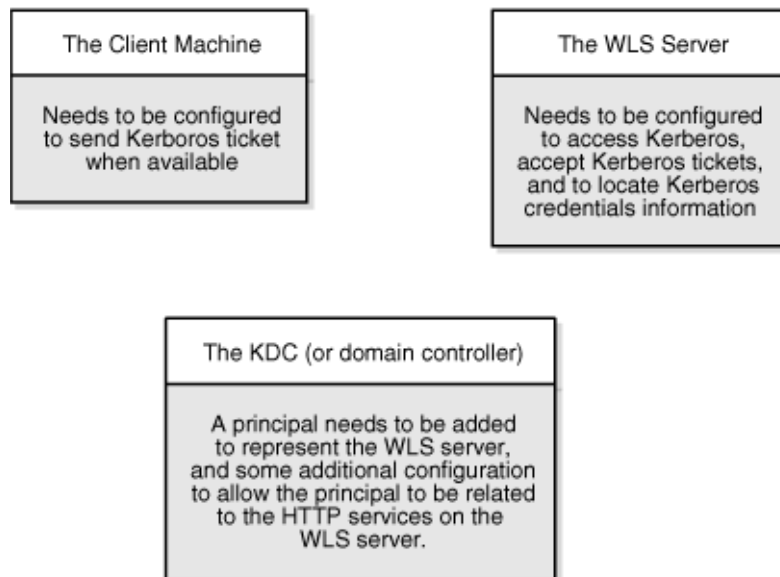 The Client Machine
Needs to be configured
to send Kerboros ticket
when available
The WLS Server
Needs to be configured
to access Kerberos,
accept Kerberos tickets,
and to locate Kerberos
credentials information
The KDC (or domain controller)
A principal needs to be added
to represent the WLS server,
and some additional configuration
to allow the principal to be related
to the HTTP services on the
WLS server.